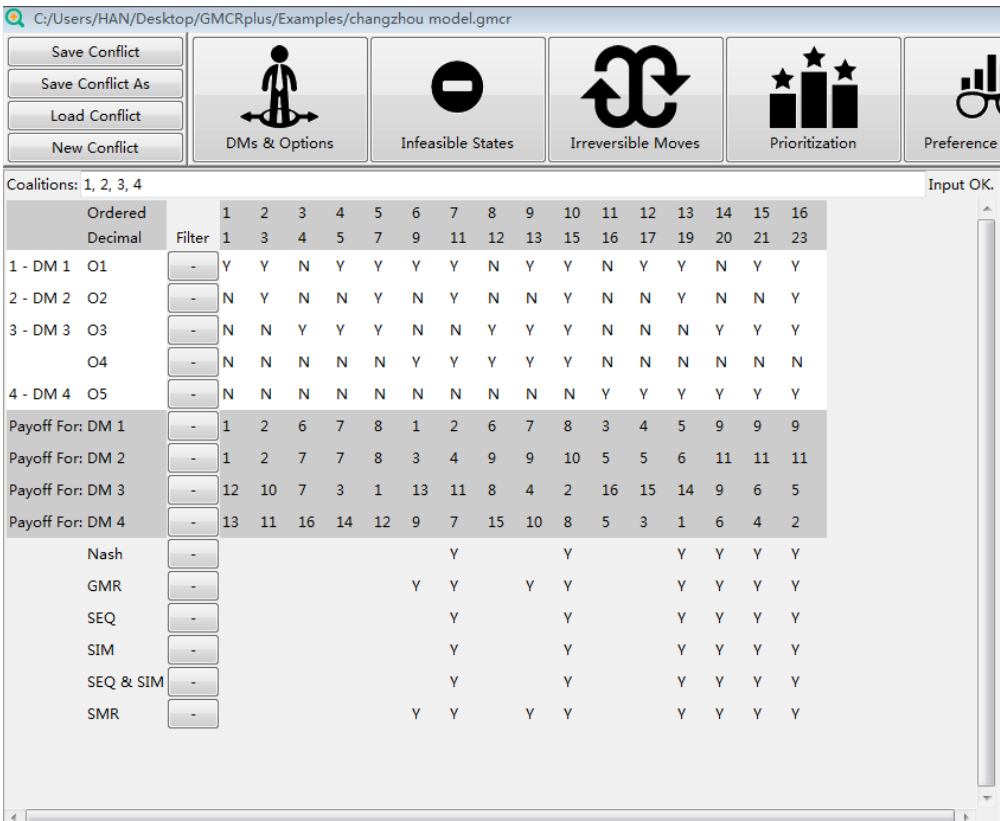 C:/Users/HAN/Desktop/GMCRplus/Examples/changzhou model.gmcr
Save Conflict
Save Conflict As
Load Conflict
New Conflict
DMs & Options
Infeasible States
Irreversible Moves
Prioritization
Preference
Coalitions: 1, 2, 3, 4 Input OK.
Ordered 1 2 3 4 5 6 7 8 9 10 11 12 13 14 15 16
Decimal Filter 1 3 4 5 7 9 11 12 13 15 16 17 19 20 21 23
1 - DM 1 O1 - Y Y N Y Y Y Y N Y Y N Y Y N Y Y
2 - DM 2 O2 - N Y N N Y N Y N N Y N N Y N N Y
3 - DM 3 O3 - N N Y Y Y N N Y Y Y N N N Y Y Y
O4 - N N N N N Y Y Y Y Y N N N N N N
4 - DM 4 O5 - N N N N N N N N N N Y Y Y Y Y Y
Payoff For: DM 1 - 1 2 6 7 8 1 2 6 7 8 3 4 5 9 9 9
Payoff For: DM 2 - 1 2 7 7 8 3 4 9 9 10 5 5 6 11 11 11
Payoff For: DM 3 - 12 10 7 3 1 13 11 8 4 2 16 15 14 9 6 5
Payoff For: DM 4 - 13 11 16 14 12 9 7 15 10 8 5 3 1 6 4 2
Nash - Y Y Y Y Y Y
GMR - Y Y Y Y Y Y Y Y
SEQ - Y Y Y Y Y Y
SIM - Y Y Y Y Y Y
SEQ & SIM - Y Y Y Y Y Y
SMR - Y Y Y Y Y Y Y Y